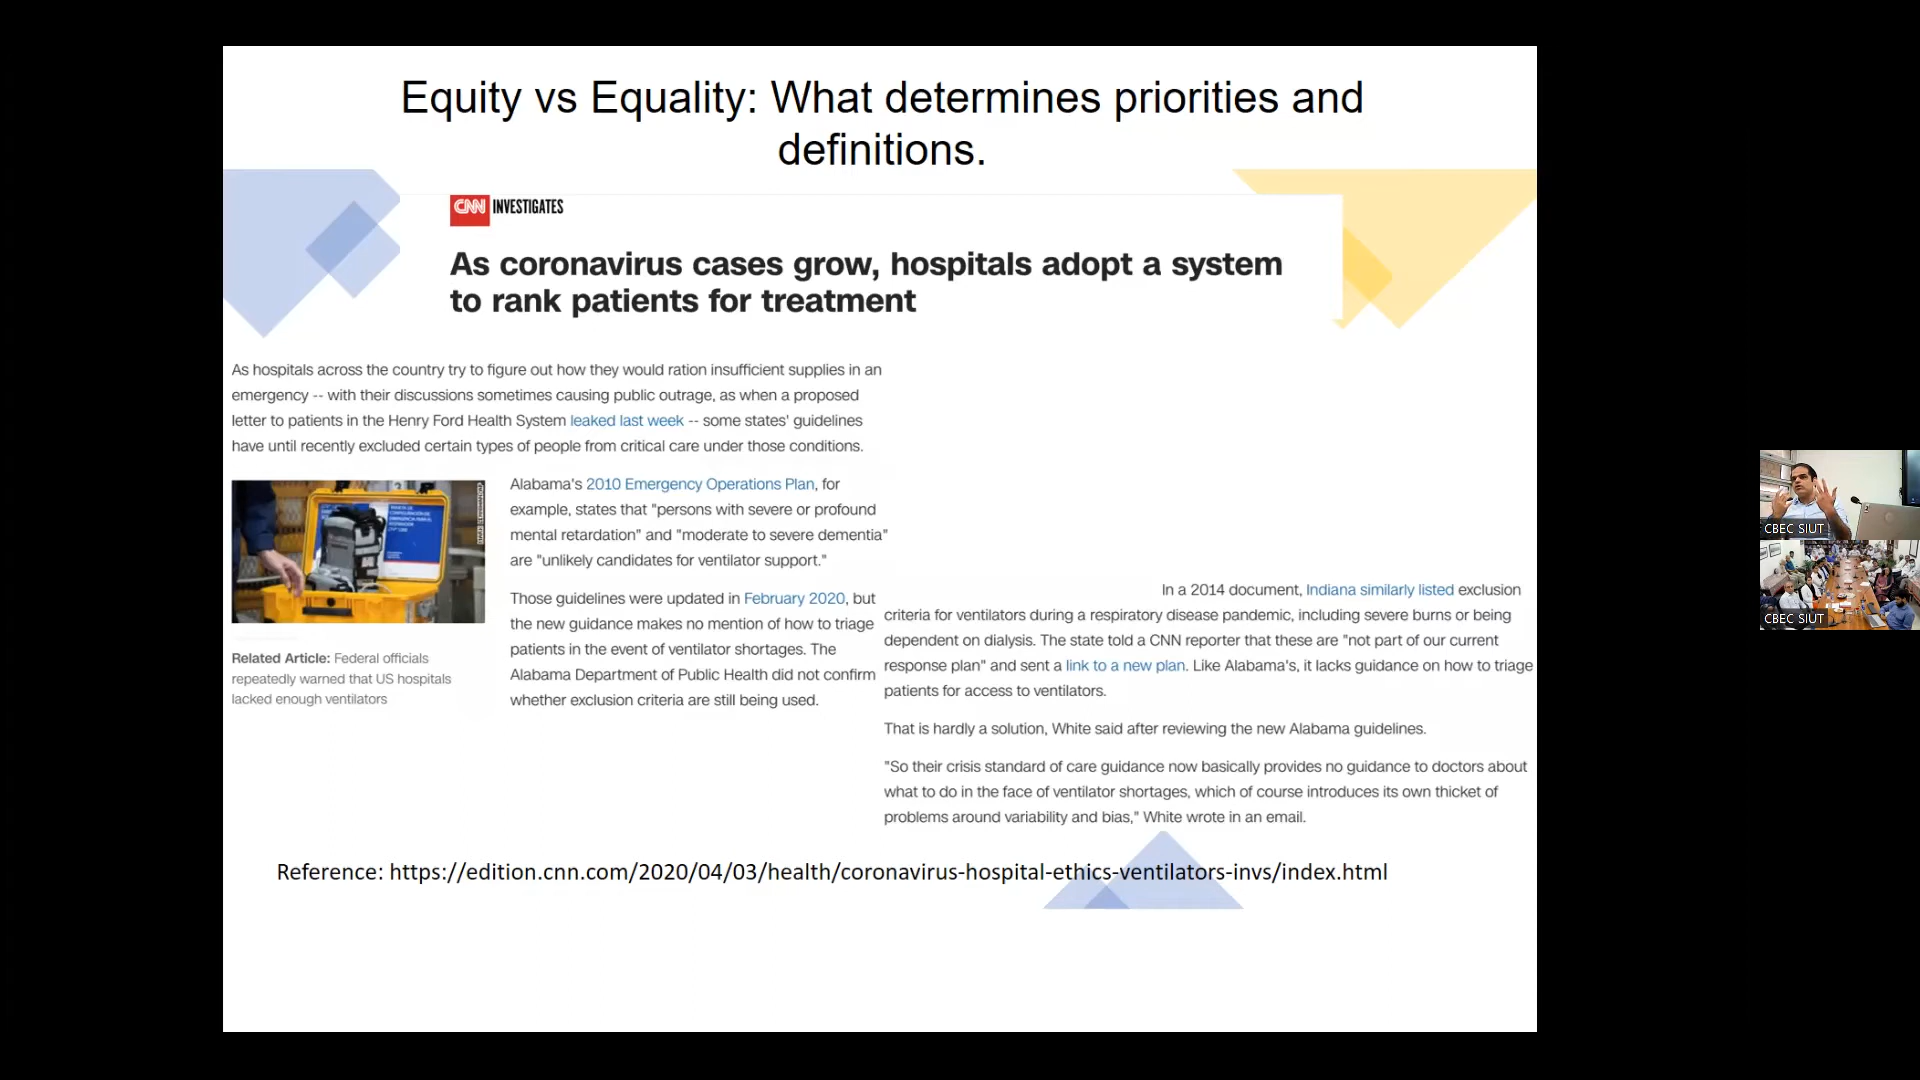 Equity vs Equality: What determines priorities and
definitions.
CNN INVESTIGATES
As coronavirus cases grow, hospitals adopt a system
to rank patients for treatment
As hospitals across the country try to figure out how they would ration insufficient supplies in an
emergency -- with their discussions sometimes causing public outrage, as when a proposed
letter to patients in the Henry Ford Health System leaked last week -- some states' guidelines
have until recently excluded certain types of people from critical care under those conditions.
Related Article: Federal officials
repeatedly warned that US hospitals
lacked enough ventilators
Alabama's 2010 Emergency Operations Plan, for
example, states that "persons with severe or profound
mental retardation" and "moderate to severe dementia"
are "unlikely candidates for ventilator support."
Those guidelines were updated in February 2020, but
the new guidance makes no mention of how to triage
patients in the event of ventilator shortages. The
Alabama Department of Public Health did not confirm
whether exclusion criteria are still being used.
In a 2014 document, Indiana similarly listed exclusion
criteria for ventilators during a respiratory disease pandemic, including severe burns or being
dependent on dialysis. The state told a CNN reporter that these are "not part of our current
response plan" and sent a link to a new plan. Like Alabama's, it lacks guidance on how to triage
patients for access to ventilators.
That is hardly a solution, White said after reviewing the new Alabama guidelines.
"So their crisis standard of care guidance now basically provides no guidance to doctors about
what to do in the face of ventilator shortages, which of course introduces its own thicket of
problems around variability and bias," White wrote in an email.
Reference: https://edition.cnn.com/2020/04/03/health/coronavirus-hospital-ethics-ventilators-invs/index.html
CBEC SIUT
CBEC SIUT